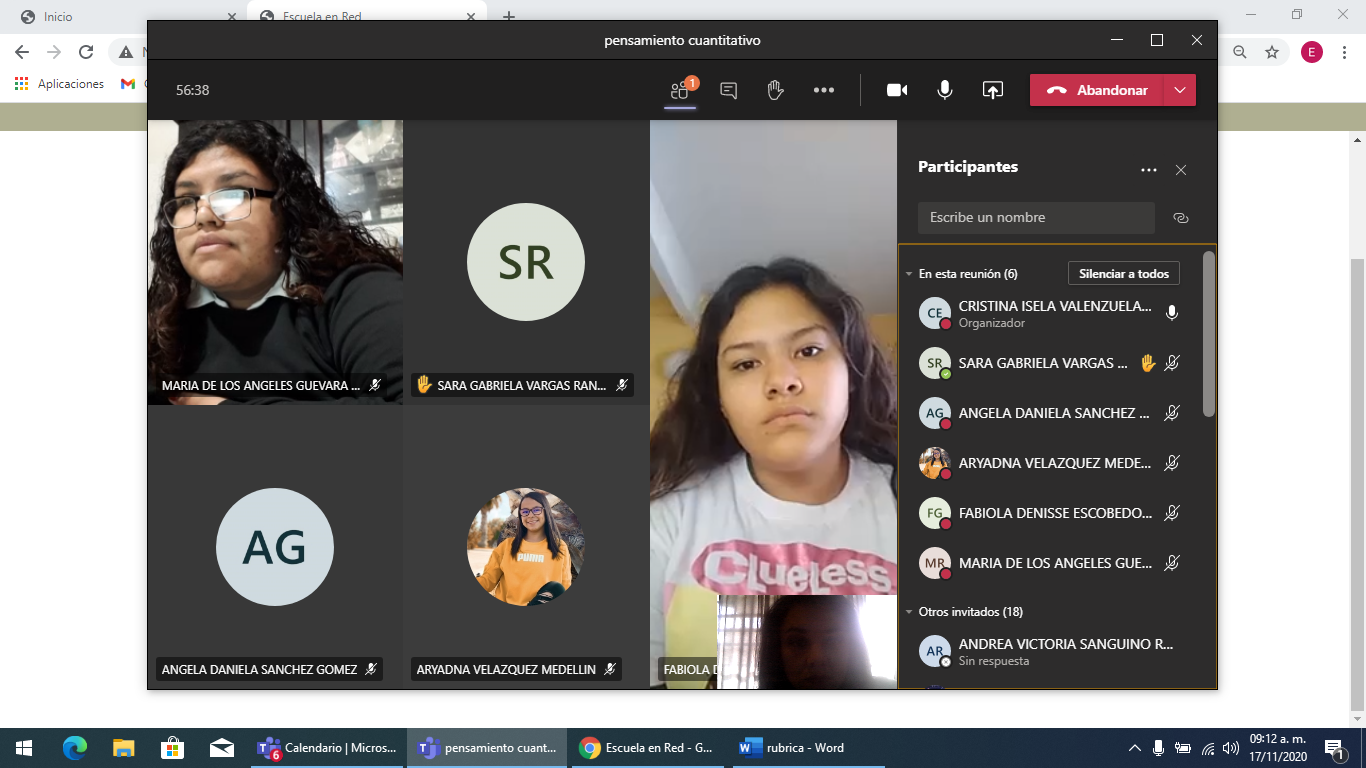 Inicio
Escuela en Red
pensamiento cuantitativo
E
Aplicaciones
56:38
1
Abandonar
Participantes
Escribe un nombre
En esta reunión (6)
Silenciar a todos
CE
CRISTINA ISELA VALENZUELA...
Organizador
SR
SARA GABRIELA VARGAS ...
AG
ANGELA DANIELA SANCHEZ ...
ARYADNA VELAZQUEZ MEDE...
FG
FABIOLA DENISSE ESCOBEDO...
MR
MARIA DE LOS ANGELES GUE...
Otros invitados (18)
AR
ANDREA VICTORIA SANGUINO R...
Sin respuesta
MARIA DE LOS ANGELES GUEVARA ...
SR
SARA GABRIELA VARGAS RAN...
AG
ANGELA DANIELA SANCHEZ GOMEZ
PUMA
ARYADNA VELAZQUEZ MEDELLIN
CLUELESS
FABIOLA D
6
Calendario | Micros...
pensamiento cuant...
Escuela en Red - G...
rubrica - Word
09:12 a. m.
17/11/2020
1